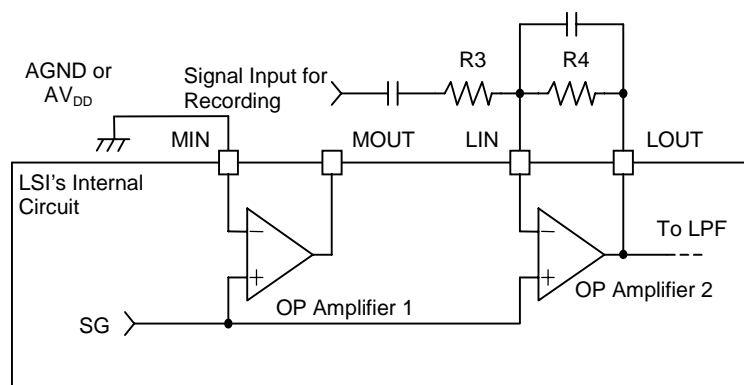 R3
R4
AGND or
AV_DD
Signal Input for
Recording
MIN
MOUT
LIN
LOUT
LSI's Internal
Circuit
−
+
−
+
To LPF
OP Amplifier 1
OP Amplifier 2
SG